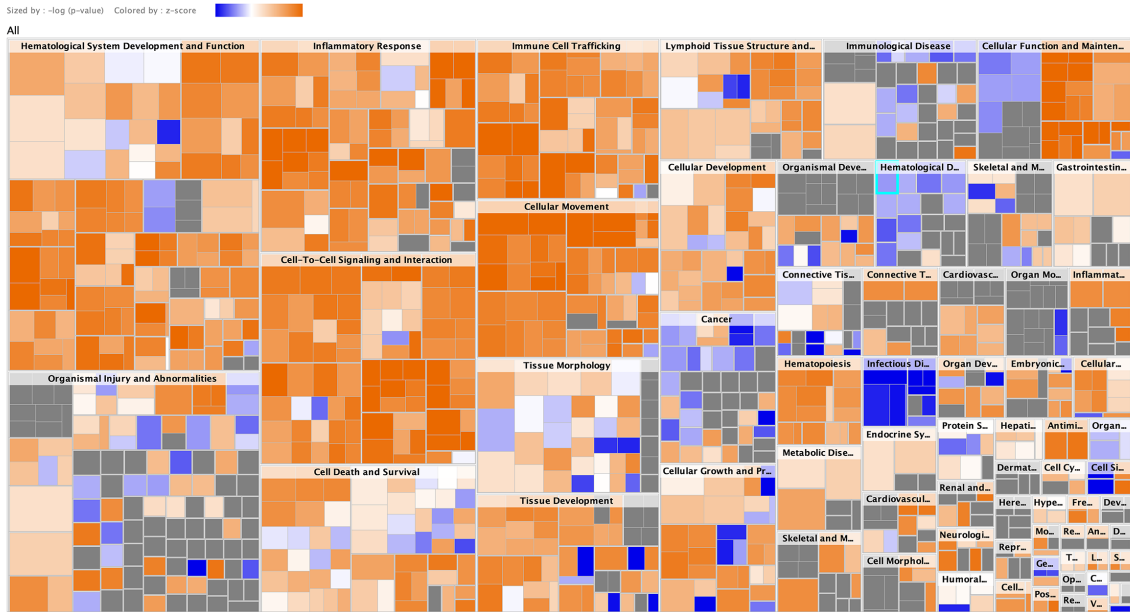 Sized by : -log (p-value) Colored by : z-score
All
Hematological System Development and Function
Inflammatory Response
Immune Cell Trafficking
Lymphoid Tissue Structure and...
Immunological Disease
Cellular Function and Mainten...
Cellular Development
Organismal Deve...
Hematological D...
Skeletal and M...
Gastrointestin...
Cellular Movement
Cell-To-Cell Signaling and Interaction
Connective Tis...
Connective T...
Cardiovasc...
Organ Mo...
Inflammat...
Cancer
Tissue Morphology
Hematopoiesis
Infectious Di...
Organ Dev...
Embryonic...
Cellular...
Organismal Injury and Abnormalities
Endocrine Sy...
Protein S...
Hepati...
Antimi...
Organ...
Metabolic Dise...
Cell Death and Survival
Cellular Growth and Pr...
Dermat...
Cell Cy...
Cell Si...
Tissue Development
Cardiovascul...
Renal and...
Here...
Hype...
Fre...
Dev...
Skeletal and M...
Neurologi...
Mo...
Re...
An...
D...
Repr...
Cell Morphol...
Ge...
T...
L...
S...
Humoral...
Cell...
Pos...
Op...
C...
Re...
V...